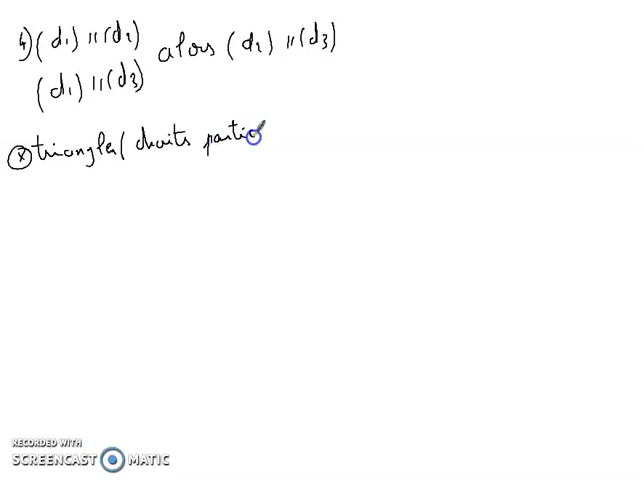 4) (d1) // (d2) alors (d2) // (d3)
(d1) // (d3)
* triangles (droits partic
RECORDED WITH
SCREENCAST MATIC